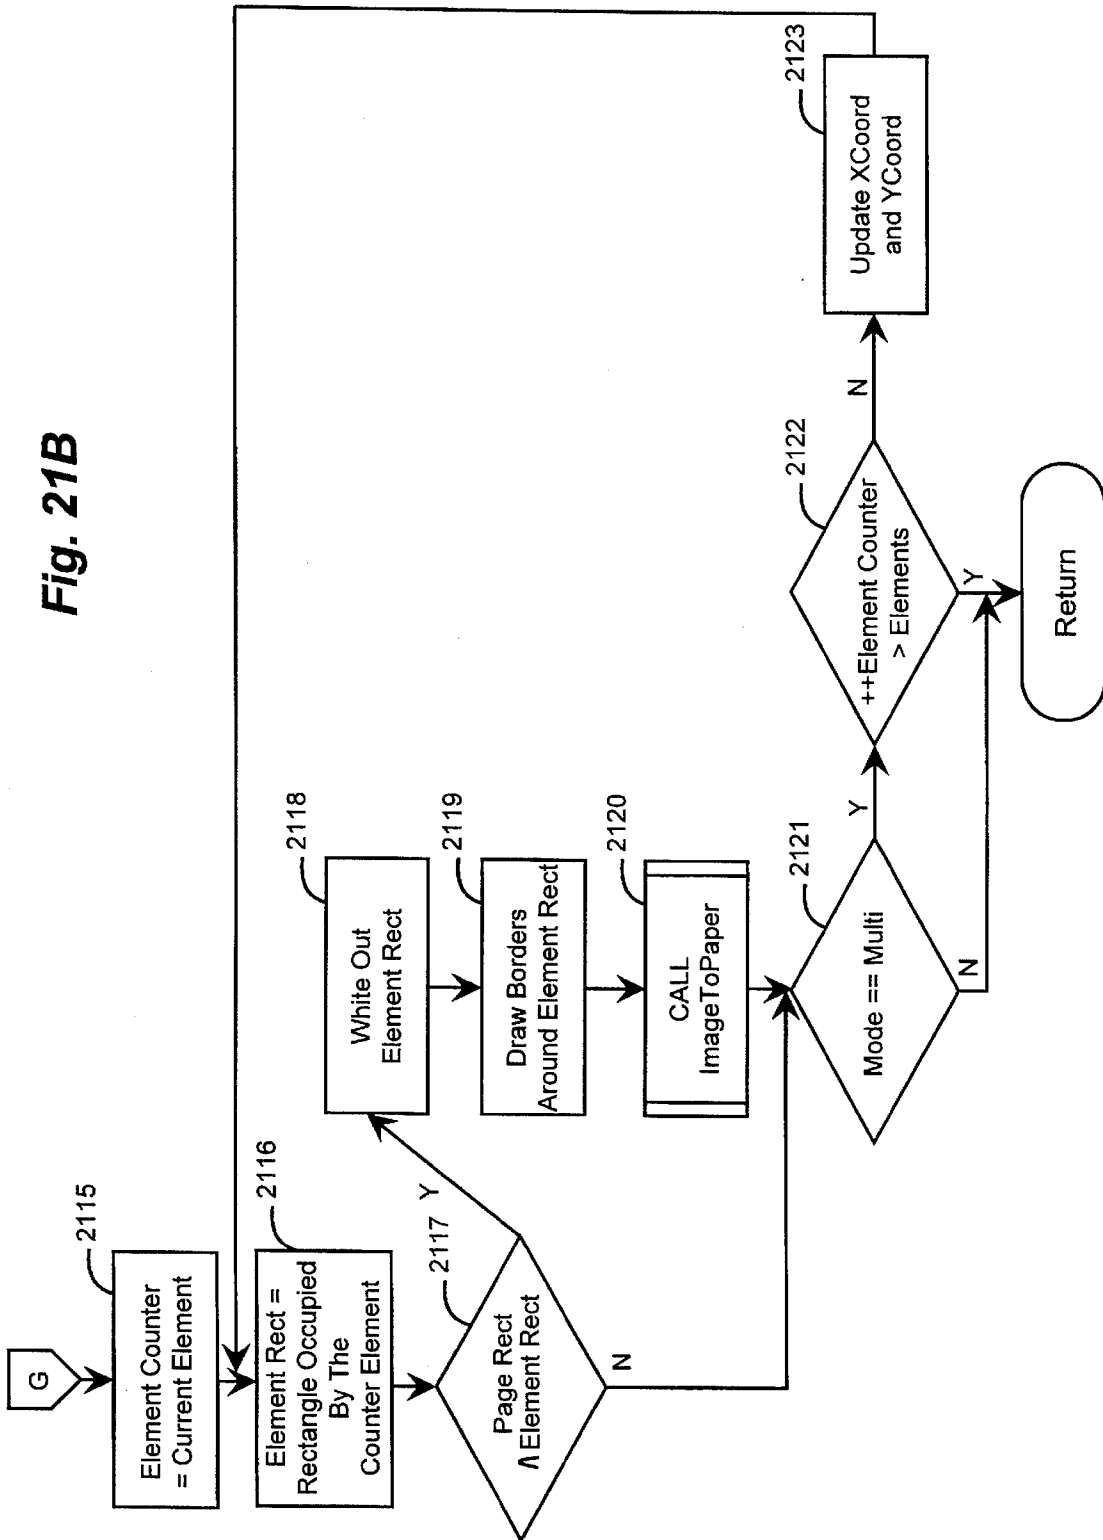 Fig. 21B
G
2115
Element Counter
= Current Element
2116
Element Rect =
Rectangle Occupied
By The
Counter Element
2117
Page Rect
∩ Element Rect
Y
N
2118
White Out
Element Rect
2119
Draw Borders
Around Element Rect
2120
CALL
ImageToPaper
2121
Mode == Multi
Y
N
2122
++Element Counter
> Elements
N
Y
2123
Update XCoord
and YCoord
Return